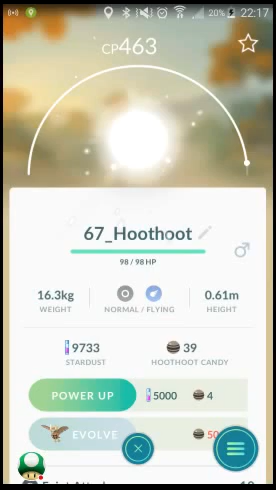 20% 22:17
CP463
67_Hoothoot
98 / 98 HP
16.3kg 0.61m
WEIGHT NORMAL / FLYING HEIGHT
9733 39
STARDUST HOOTHOOT CANDY
POWER UP 5000 4
EVOLVE